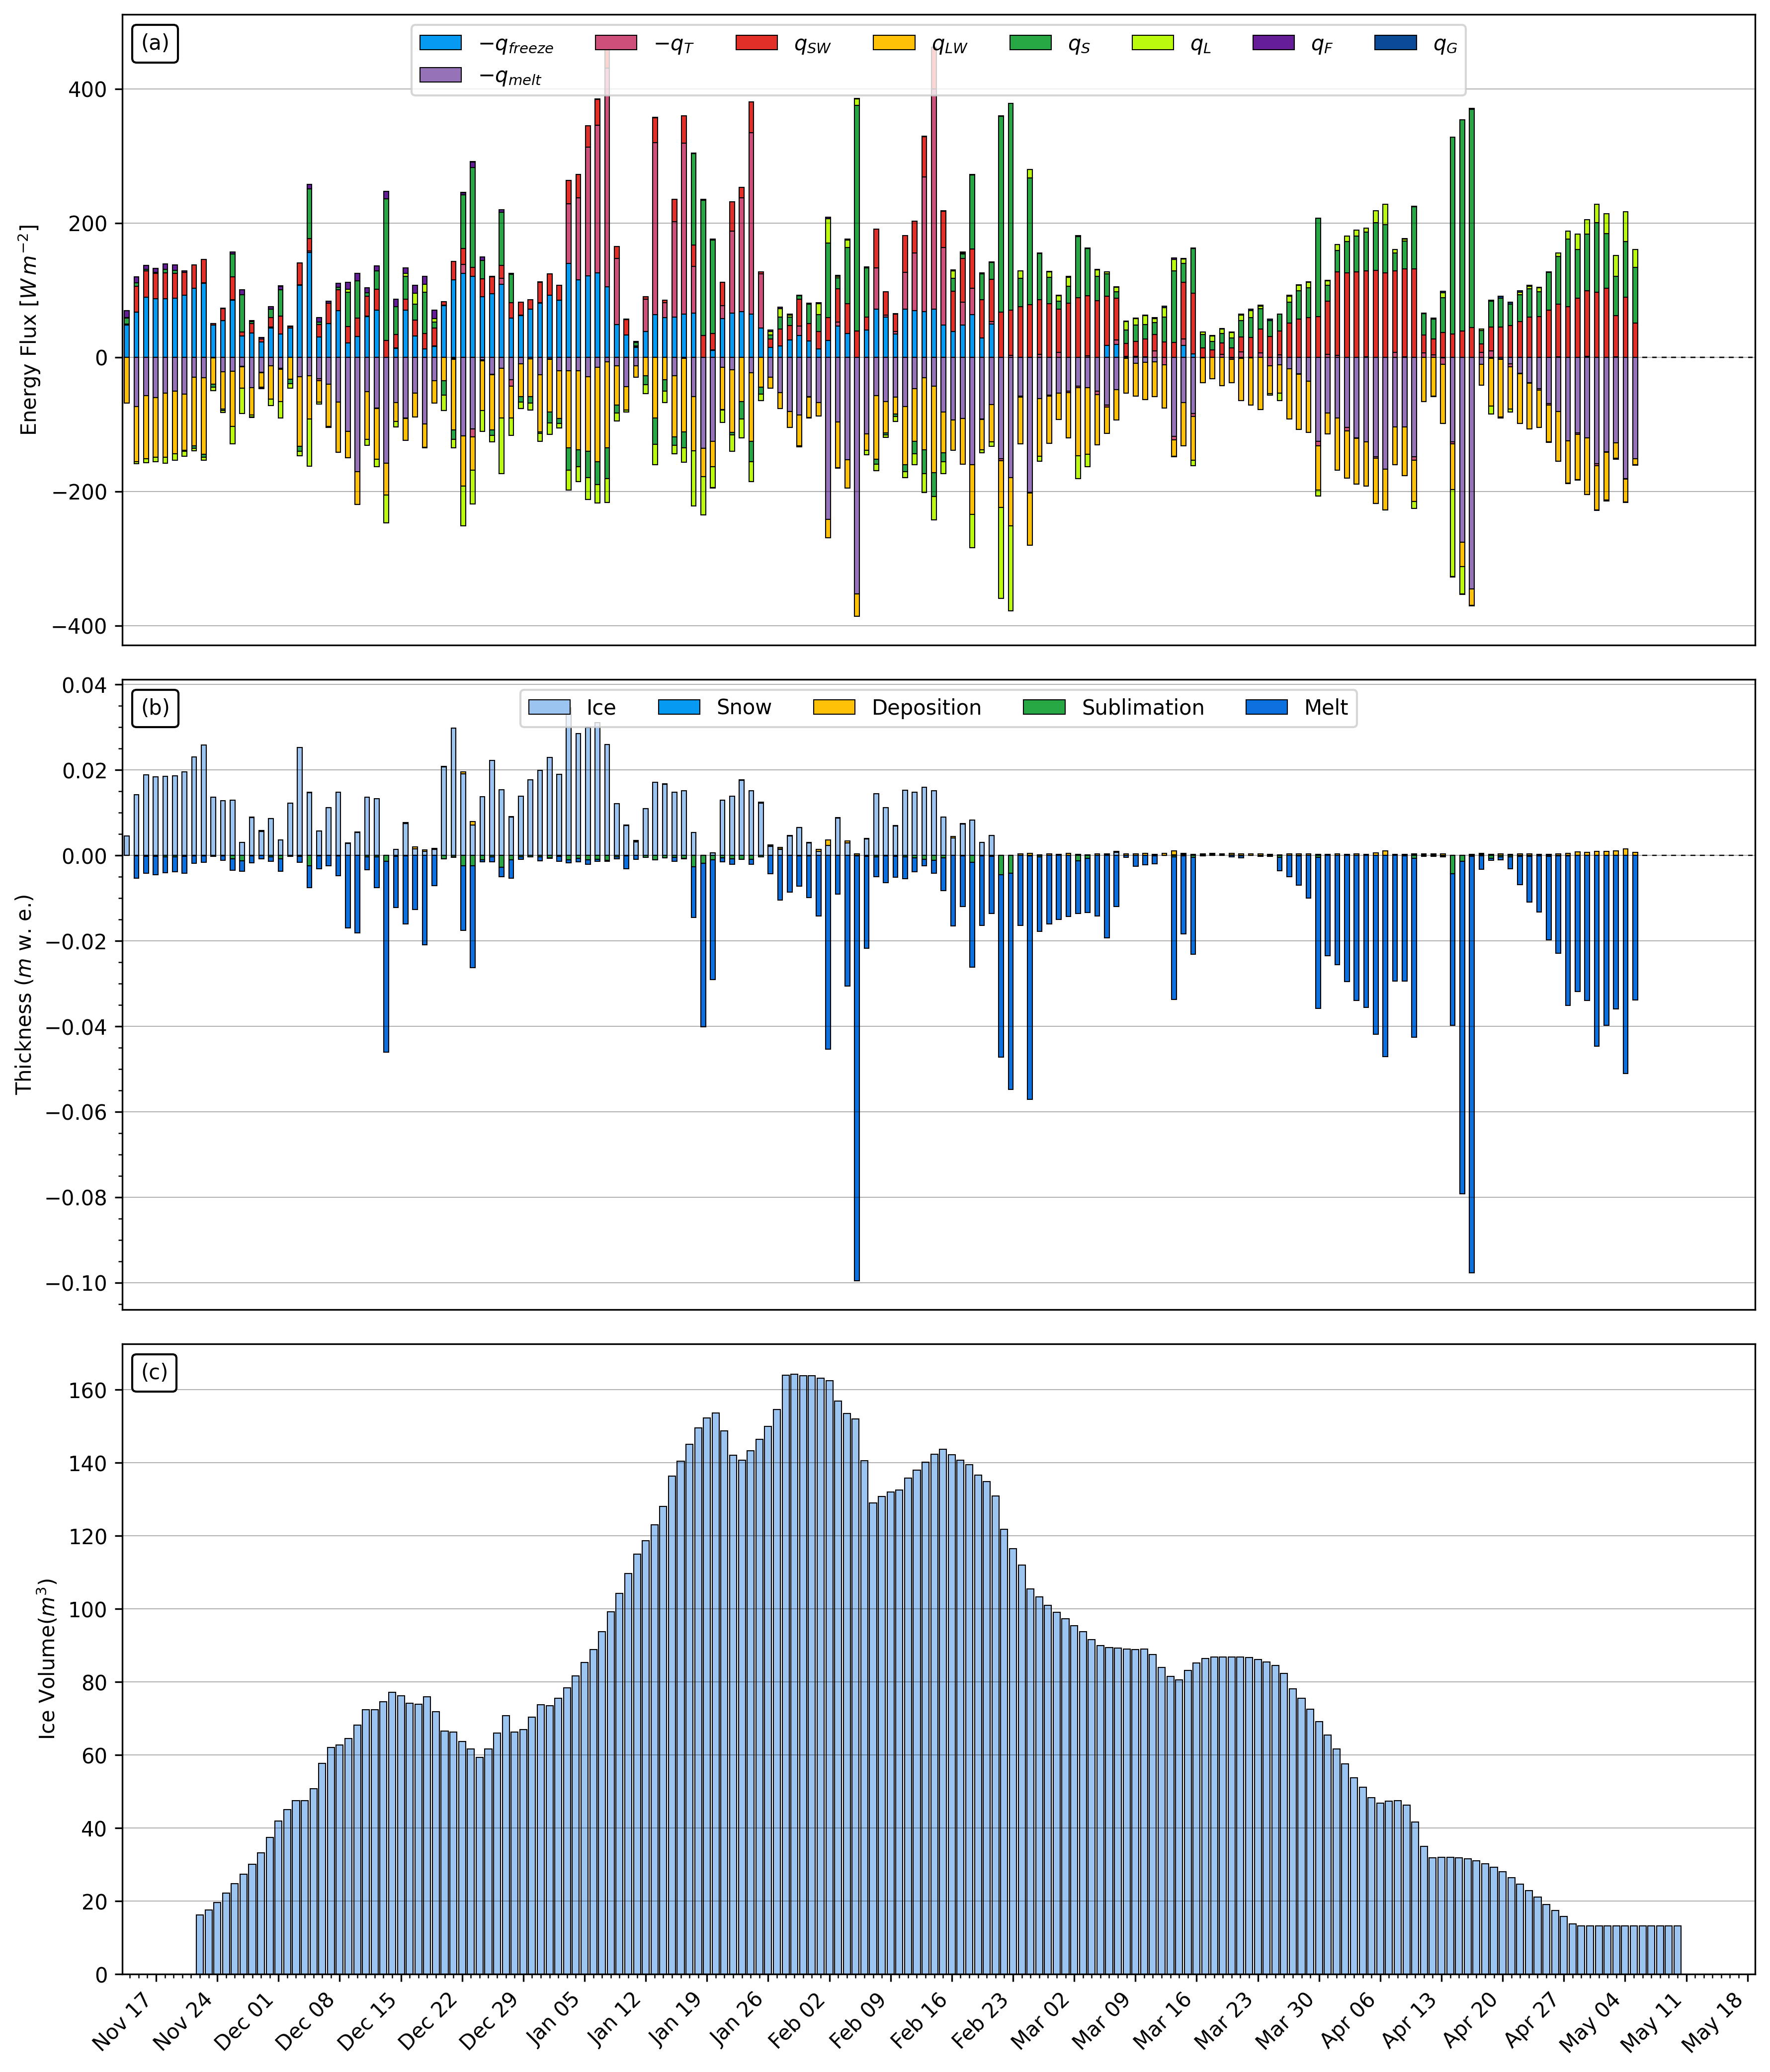 (a)
−q_freeze −q_T q_SW q_LW q_S q_L q_F q_G
−q_melt
Energy Flux [W m⁻²]
400
200
0
−200
−400
(b)
Ice Snow Deposition Sublimation Melt
Thickness (m w. e.)
0.04
0.02
0.00
−0.02
−0.04
−0.06
−0.08
−0.10
(c)
Ice Volume(m³)
160
140
120
100
80
60
40
20
0
Nov 17 Nov 24 Dec 01 Dec 08 Dec 15 Dec 22 Dec 29 Jan 05 Jan 12 Jan 19 Jan 26 Feb 02 Feb 09 Feb 16 Feb 23 Mar 02 Mar 09 Mar 16 Mar 23 Mar 30 Apr 06 Apr 13 Apr 20 Apr 27 May 04 May 11 May 18